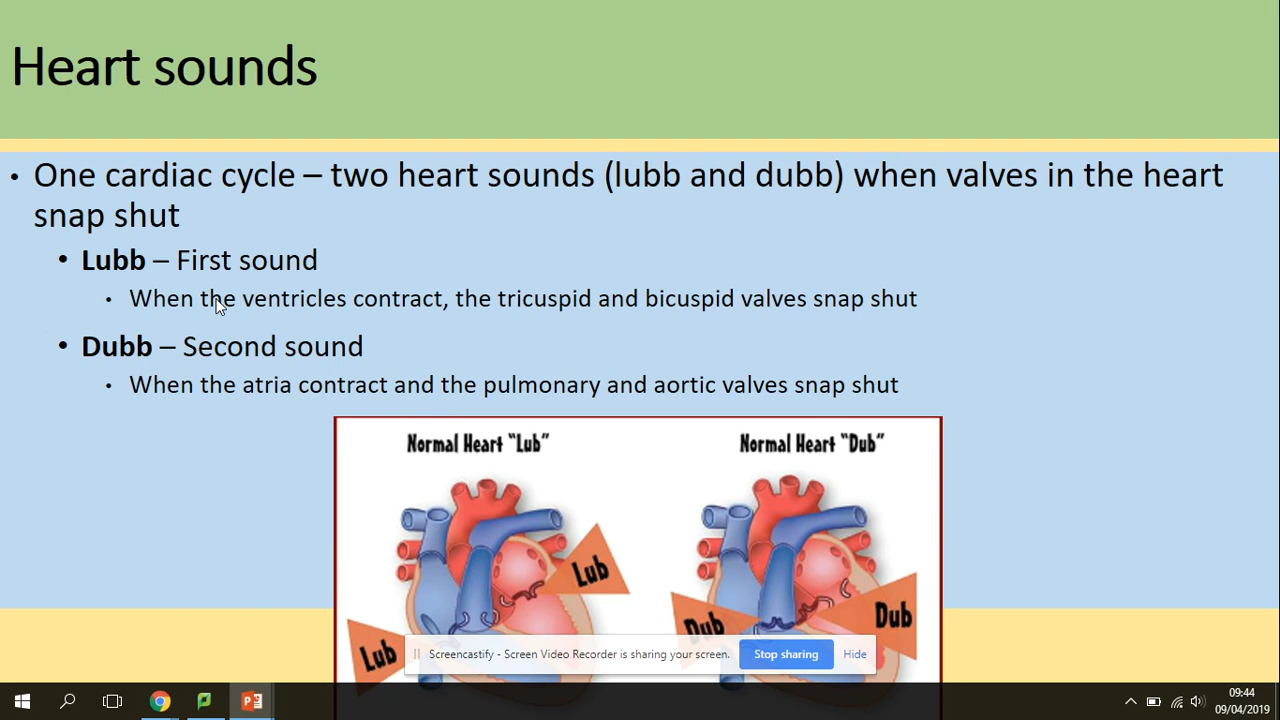 Heart sounds
• One cardiac cycle – two heart sounds (lubb and dubb) when valves in the heart
snap shut
• Lubb – First sound
• When the ventricles contract, the tricuspid and bicuspid valves snap shut
• Dubb – Second sound
• When the atria contract and the pulmonary and aortic valves snap shut
Normal Heart "Lub"
Normal Heart "Dub"
Lub
Dub
Dub
Lub
Screencastify - Screen Video Recorder is sharing your screen.
Stop sharing
Hide
09:44
09/04/2019